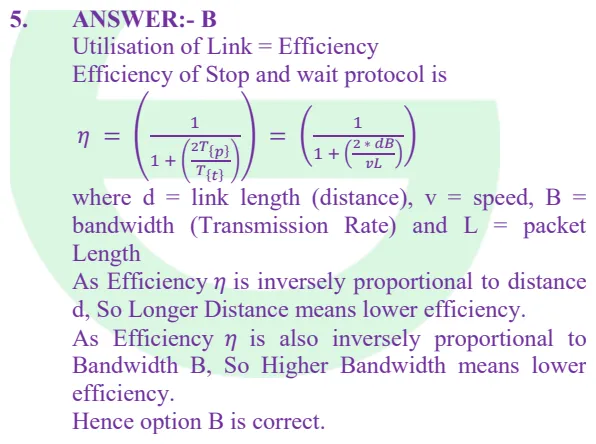 5. ANSWER:- B
Utilisation of Link = Efficiency
Efficiency of Stop and wait protocol is
η = (1 / (1 + (2T{p} / T{t}))) = (1 / (1 + (2 * dB / vL)))
where d = link length (distance), v = speed, B =
bandwidth (Transmission Rate) and L = packet
Length
As Efficiency η is inversely proportional to distance
d, So Longer Distance means lower efficiency.
As Efficiency η is also inversely proportional to
Bandwidth B, So Higher Bandwidth means lower
efficiency.
Hence option B is correct.